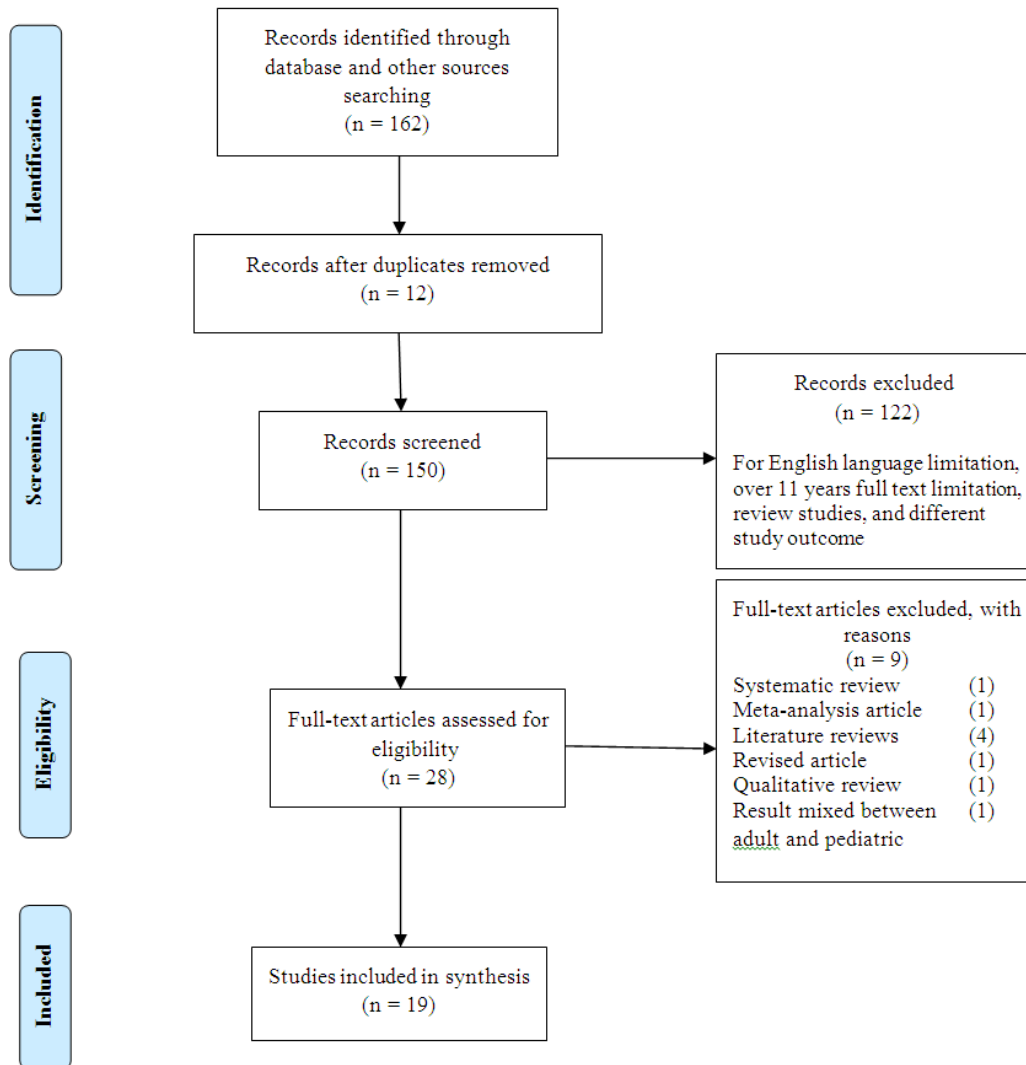 Identification
Records identified through
database and other sources
searching
(n = 162)
Records after duplicates removed
(n = 12)
Screening
Records screened
(n = 150)
Records excluded
(n = 122)
For English language limitation,
over 11 years full text limitation,
review studies, and different
study outcome
Eligibility
Full-text articles assessed for
eligibility
(n = 28)
Full-text articles excluded, with
reasons
(n = 9)
Systematic review (1)
Meta-analysis article (1)
Literature reviews (4)
Revised article (1)
Qualitative review (1)
Result mixed between (1)
adult and pediatric
Included
Studies included in synthesis
(n = 19)